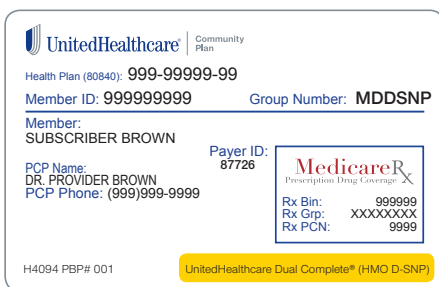 UnitedHealthcare® Community Plan
Health Plan (80840): 999-99999-99
Member ID: 999999999 Group Number: MDDSNP
Member:
SUBSCRIBER BROWN
Payer ID:
87726
PCP Name:
DR. PROVIDER BROWN
PCP Phone: (999)999-9999
MedicareRx
Prescription Drug Coverage
Rx Bin: 999999
Rx Grp: XXXXXXXX
Rx PCN: 9999
H4094 PBP# 001
UnitedHealthcare Dual Complete® (HMO D-SNP)